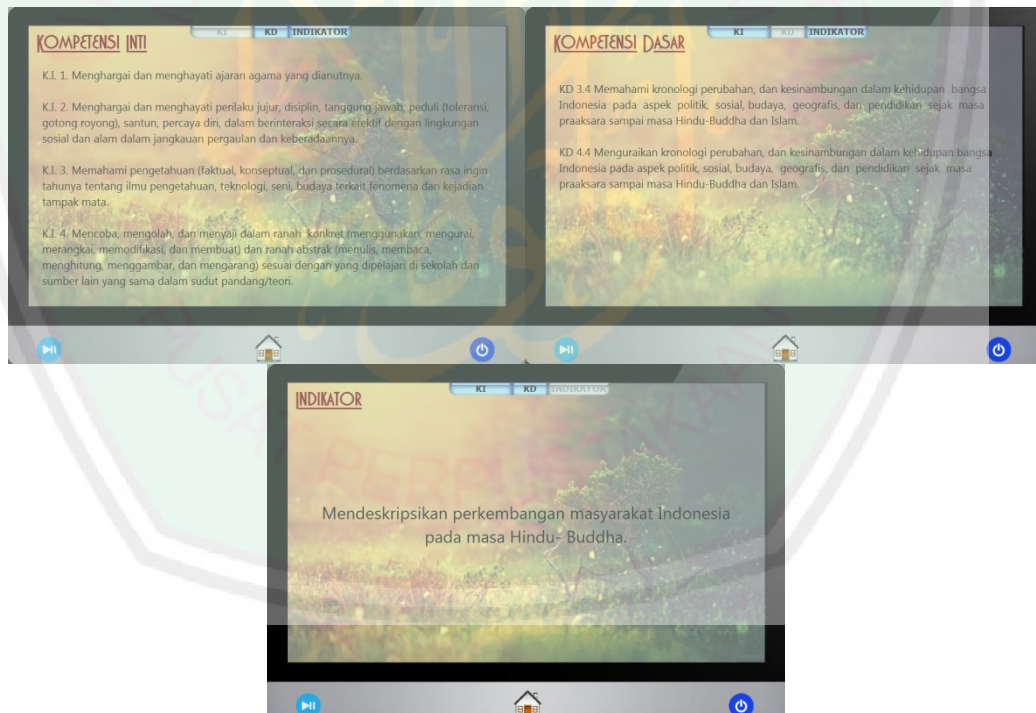 KOMPETENSI INTI
KI KD INDIKATOR
K.I. 1. Menghargai dan menghayati ajaran agama yang dianutnya.
K.I. 2. Menghargai dan menghayati perilaku jujur, disiplin, tanggung jawab, peduli (toleransi,
gotong royong), santun, percaya diri, dalam berinteraksi secara efektif dengan lingkungan
sosial dan alam dalam jangkauan pergaulan dan keberadaannya.
K.I. 3. Memahami pengetahuan (faktual, konseptual, dan prosedural) berdasarkan rasa ingin
tahunya tentang ilmu pengetahuan, teknologi, seni, budaya terkait fenomena dan kejadian
tampak mata.
K.I. 4. Mencoba, mengolah, dan menyaji dalam ranah konkret (menggunakan, mengurai,
merangkai, memodifikasi, dan membuat) dan ranah abstrak (menulis, membaca,
menghitung, menggambar, dan mengarang) sesuai dengan yang dipelajari di sekolah dan
sumber lain yang sama dalam sudut pandang/teori.
KOMPETENSI DASAR
KI KD INDIKATOR
KD 3.4 Memahami kronologi perubahan, dan kesinambungan dalam kehidupan bangsa
Indonesia pada aspek politik, sosial, budaya, geografis, dan pendidikan sejak masa
praaksara sampai masa Hindu-Buddha dan Islam.
KD 4.4 Menguraikan kronologi perubahan, dan kesinambungan dalam kehidupan bangsa
Indonesia pada aspek politik, sosial, budaya, geografis, dan pendidikan sejak masa
praaksara sampai masa Hindu-Buddha dan Islam.
INDIKATOR
KI KD INDIKATOR
Mendeskripsikan perkembangan masyarakat Indonesia
pada masa Hindu- Buddha.
PUSAT PERPUSTAKAAN